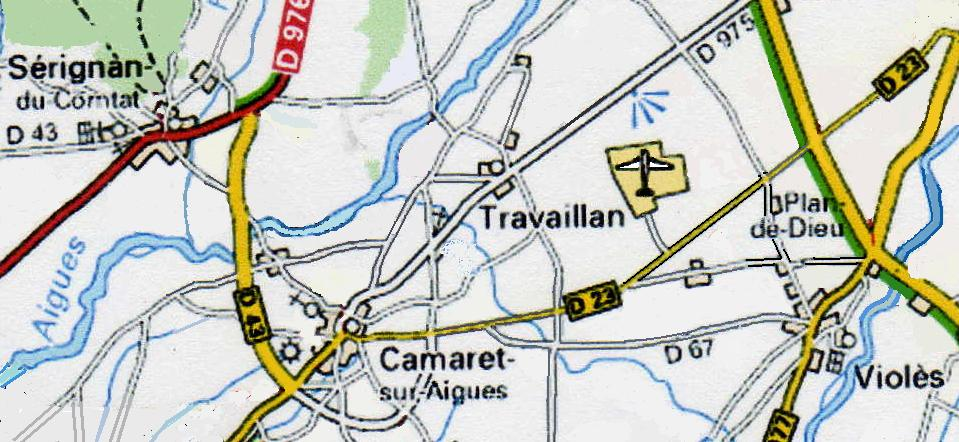 D 976
D 975
D 23
Sérignan-
du Comtat
D 43
Travaillan
Plan-
de-Dieu
Aigues
D 43
D 23
D 67
Camaret-
sur-Aigues
Violès